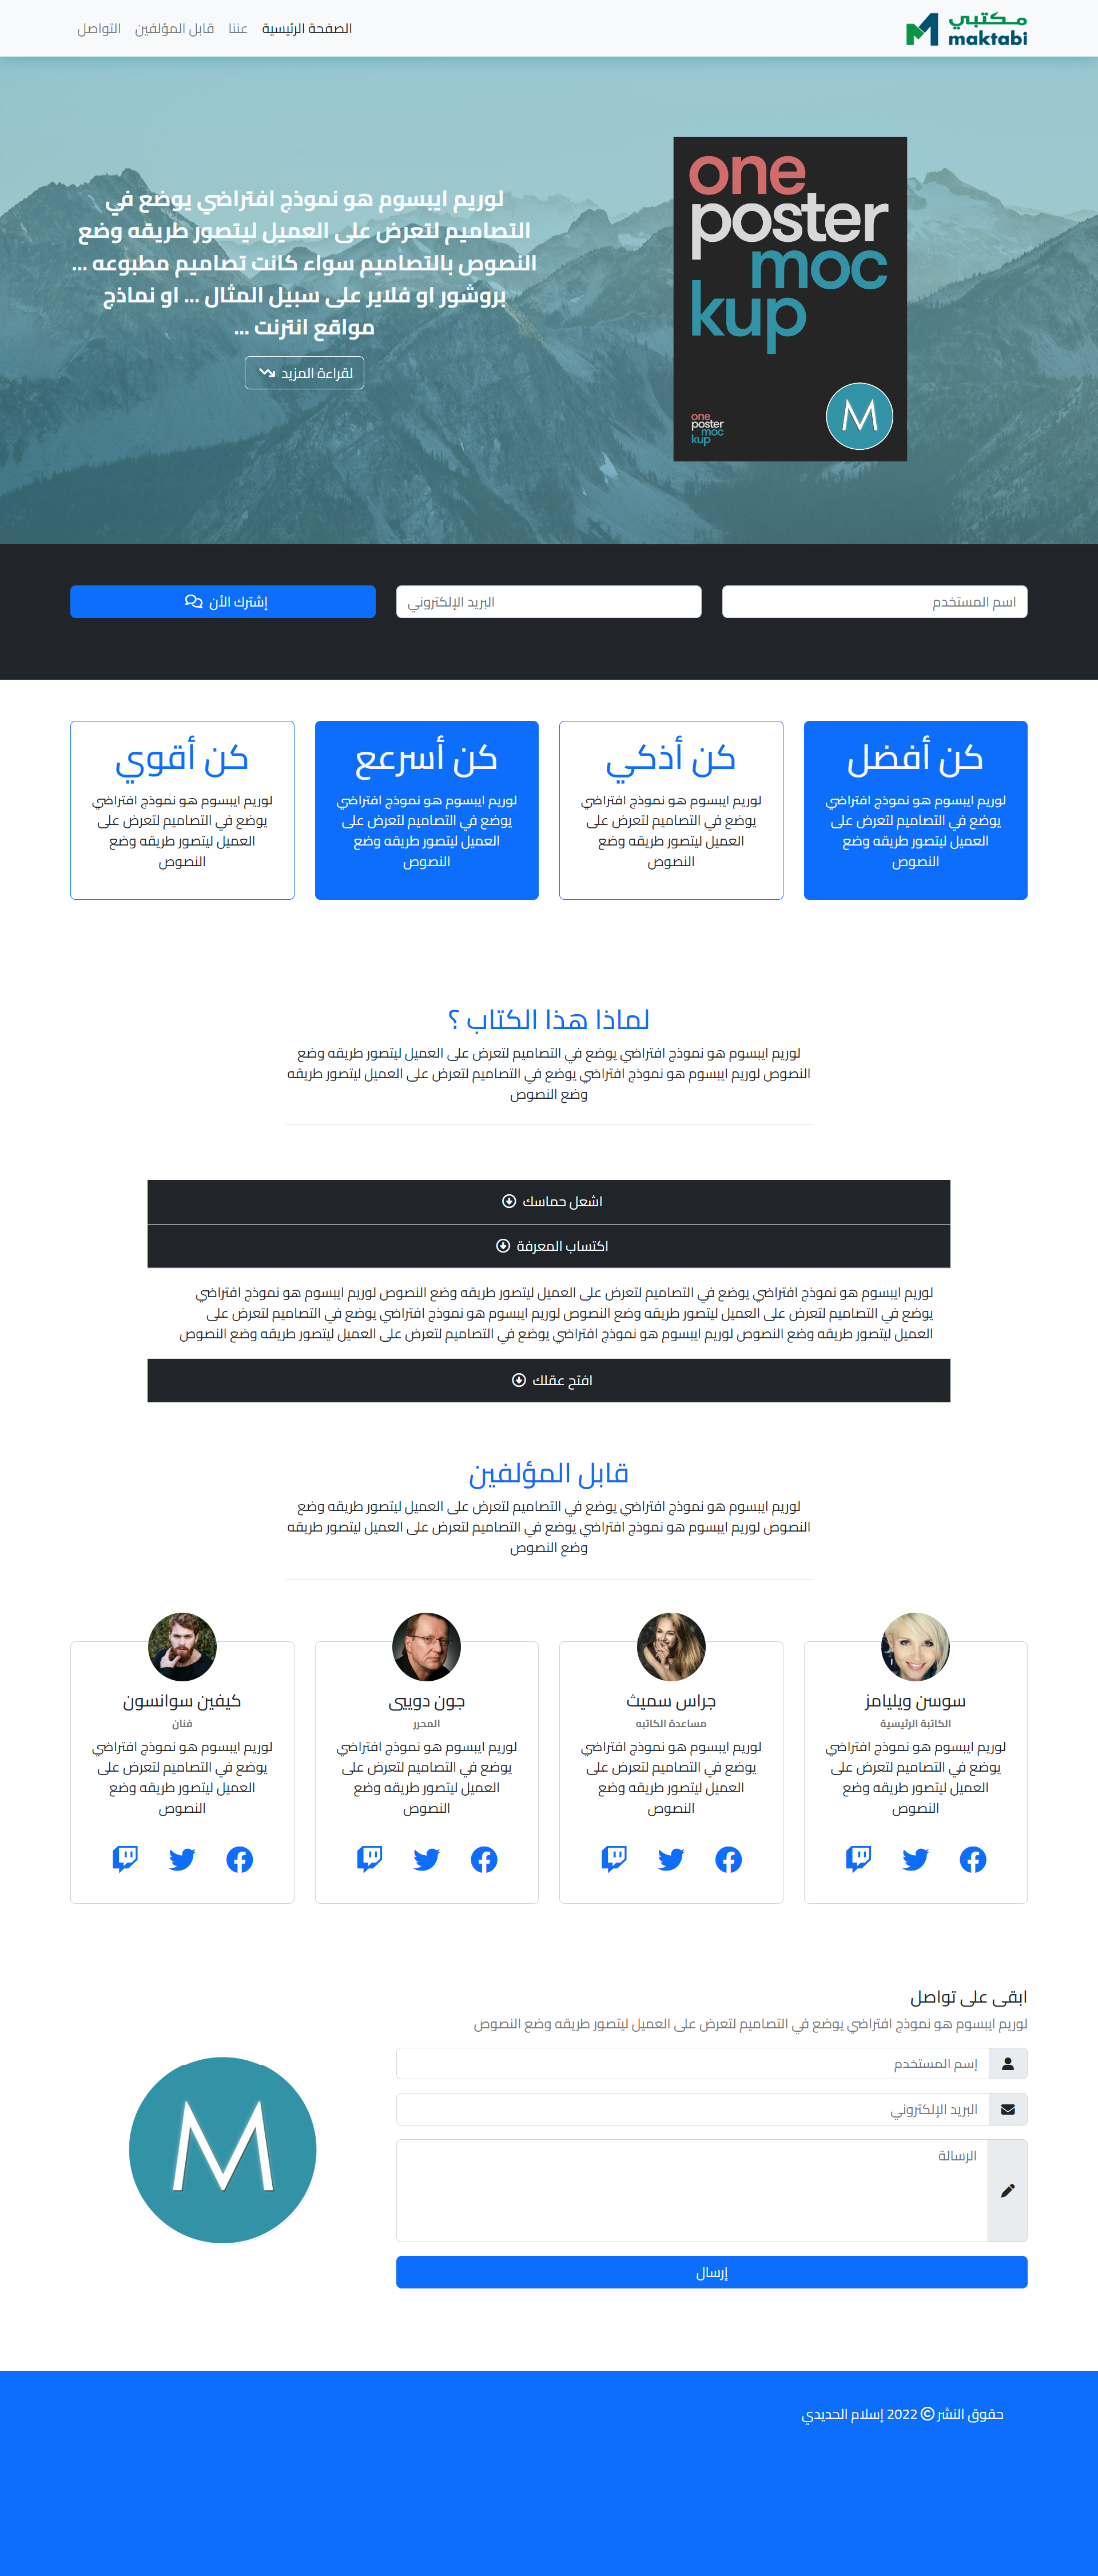 مكتبي
maktabi
الصفحة الرئيسية
عننا
قابل المؤلفين
التواصل
one
poster
moc
kup
one
poster
moc
kup
M
لوريم ايبسوم هو نموذج افتراضي يوضع في
التصاميم لتعرض على العميل ليتصور طريقه وضع
النصوص بالتصاميم سواء كانت تصاميم مطبوعه ...
بروشور او فلاير على سبيل المثال ... او نماذج
مواقع انترنت ...
لقراءة المزيد
اسم المستخدم
البريد الإلكتروني
إشترك الأن
كن أفضل
لوريم ايبسوم هو نموذج افتراضي
يوضع في التصاميم لتعرض على
العميل ليتصور طريقه وضع
النصوص
كن أذكي
لوريم ايبسوم هو نموذج افتراضي
يوضع في التصاميم لتعرض على
العميل ليتصور طريقه وضع
النصوص
كن أسرع
لوريم ايبسوم هو نموذج افتراضي
يوضع في التصاميم لتعرض على
العميل ليتصور طريقه وضع
النصوص
كن أقوي
لوريم ايبسوم هو نموذج افتراضي
يوضع في التصاميم لتعرض على
العميل ليتصور طريقه وضع
النصوص
لماذا هذا الكتاب ؟
لوريم ايبسوم هو نموذج افتراضي يوضع في التصاميم لتعرض على العميل ليتصور طريقه وضع
النصوص لوريم ايبسوم هو نموذج افتراضي يوضع في التصاميم لتعرض على العميل ليتصور طريقه
وضع النصوص
اشعل حماسك
اكتساب المعرفة
لوريم ايبسوم هو نموذج افتراضي يوضع في التصاميم لتعرض على العميل ليتصور طريقه وضع النصوص لوريم ايبسوم هو نموذج افتراضي
يوضع في التصاميم لتعرض على العميل ليتصور طريقه وضع النصوص لوريم ايبسوم هو نموذج افتراضي يوضع في التصاميم لتعرض على
العميل ليتصور طريقه وضع النصوص لوريم ايبسوم هو نموذج افتراضي يوضع في التصاميم لتعرض على العميل ليتصور طريقه وضع النصوص
افتح عقلك
قابل المؤلفين
لوريم ايبسوم هو نموذج افتراضي يوضع في التصاميم لتعرض على العميل ليتصور طريقه وضع
النصوص لوريم ايبسوم هو نموذج افتراضي يوضع في التصاميم لتعرض على العميل ليتصور طريقه
وضع النصوص
سوسن ويليامز
الكاتبة الرئيسية
لوريم ايبسوم هو نموذج افتراضي
يوضع في التصاميم لتعرض على
العميل ليتصور طريقه وضع
النصوص
جراس سميث
مساعدة الكاتبه
لوريم ايبسوم هو نموذج افتراضي
يوضع في التصاميم لتعرض على
العميل ليتصور طريقه وضع
النصوص
جون دوييى
المحرر
لوريم ايبسوم هو نموذج افتراضي
يوضع في التصاميم لتعرض على
العميل ليتصور طريقه وضع
النصوص
كيفين سوانسون
فنان
لوريم ايبسوم هو نموذج افتراضي
يوضع في التصاميم لتعرض على
العميل ليتصور طريقه وضع
النصوص
ابقى على تواصل
لوريم ايبسوم هو نموذج افتراضي يوضع في التصاميم لتعرض على العميل ليتصور طريقه وضع النصوص
إسم المستخدم
البريد الإلكتروني
الرسالة
إرسال
M
حقوق النشر © 2022 إسلام الحديدي